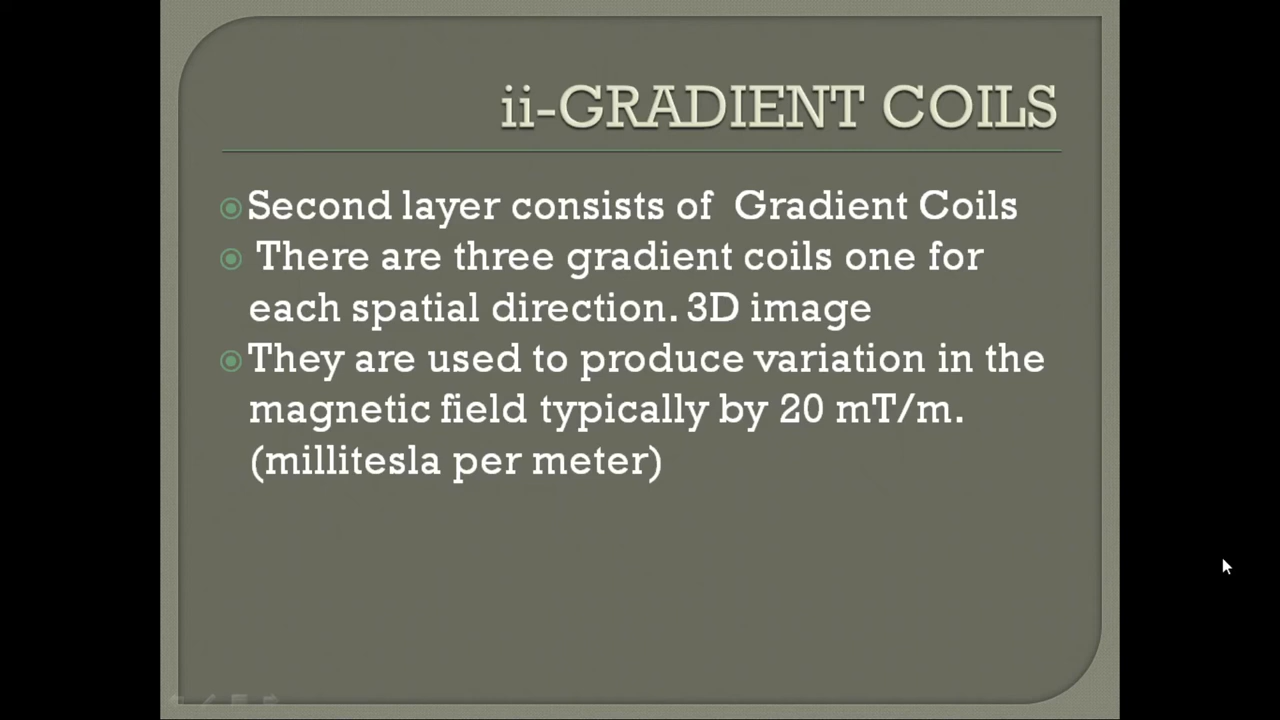 ii-GRADIENT COILS
Second layer consists of Gradient Coils
There are three gradient coils one for
each spatial direction. 3D image
They are used to produce variation in the
magnetic field typically by 20 mT/m.
(millitesla per meter)